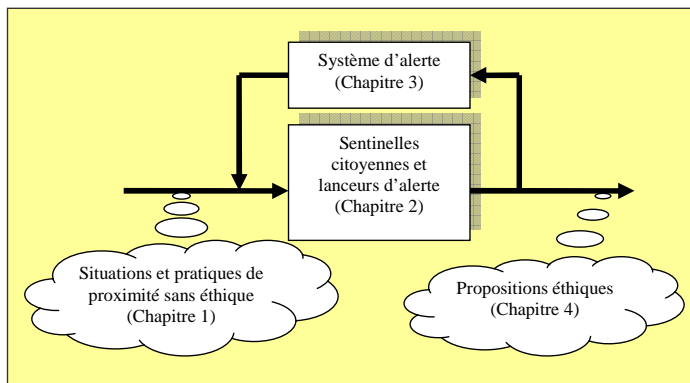 Système d'alerte
(Chapitre 3)
Sentinelles
citoyennes et
lanceurs d'alerte
(Chapitre 2)
Situations et pratiques de
proximité sans éthique
(Chapitre 1)
Propositions éthiques
(Chapitre 4)